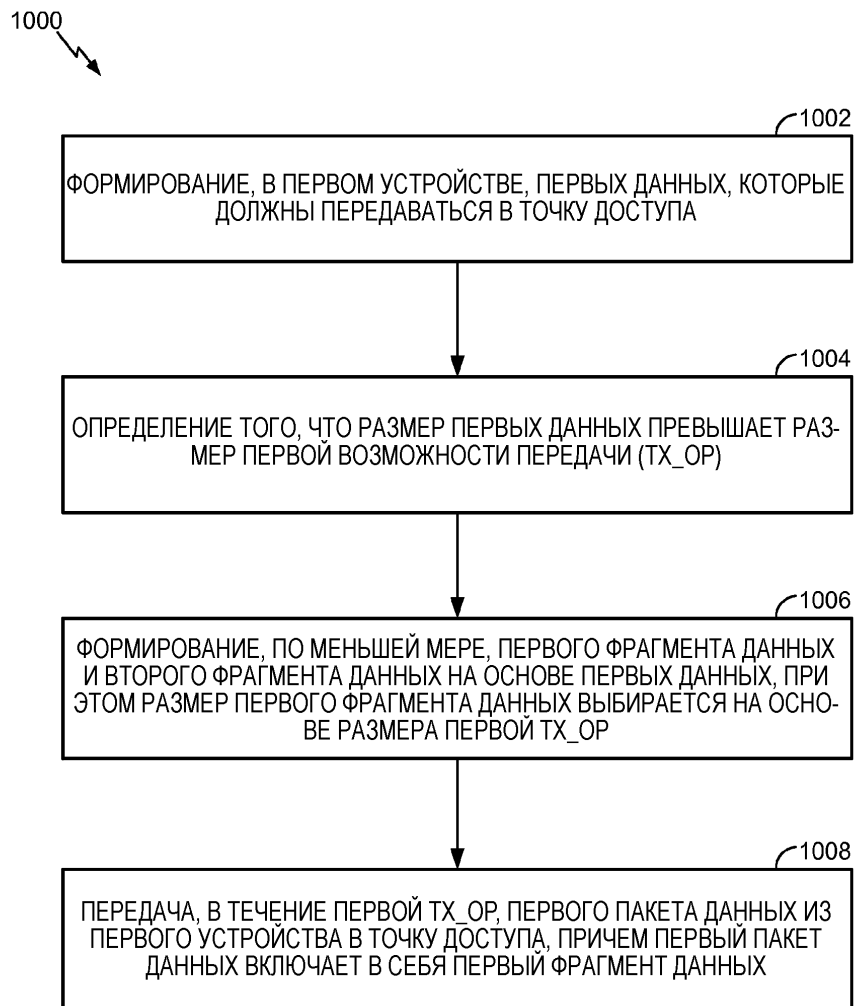 1000
1002
ФОРМИРОВАНИЕ, В ПЕРВОМ УСТРОЙСТВЕ, ПЕРВЫХ ДАННЫХ, КОТОРЫЕ
ДОЛЖНЫ ПЕРЕДАВАТЬСЯ В ТОЧКУ ДОСТУПА
1004
ОПРЕДЕЛЕНИЕ ТОГО, ЧТО РАЗМЕР ПЕРВЫХ ДАННЫХ ПРЕВЫШАЕТ РАЗ-
МЕР ПЕРВОЙ ВОЗМОЖНОСТИ ПЕРЕДАЧИ (TX_OP)
1006
ФОРМИРОВАНИЕ, ПО МЕНЬШЕЙ МЕРЕ, ПЕРВОГО ФРАГМЕНТА ДАННЫХ
И ВТОРОГО ФРАГМЕНТА ДАННЫХ НА ОСНОВЕ ПЕРВЫХ ДАННЫХ, ПРИ
ЭТОМ РАЗМЕР ПЕРВОГО ФРАГМЕНТА ДАННЫХ ВЫБИРАЕТСЯ НА ОСНО-
ВЕ РАЗМЕРА ПЕРВОЙ TX_OP
1008
ПЕРЕДАЧА, В ТЕЧЕНИЕ ПЕРВОЙ TX_OP, ПЕРВОГО ПАКЕТА ДАННЫХ ИЗ
ПЕРВОГО УСТРОЙСТВА В ТОЧКУ ДОСТУПА, ПРИЧЕМ ПЕРВЫЙ ПАКЕТ
ДАННЫХ ВКЛЮЧАЕТ В СЕБЯ ПЕРВЫЙ ФРАГМЕНТ ДАННЫХ